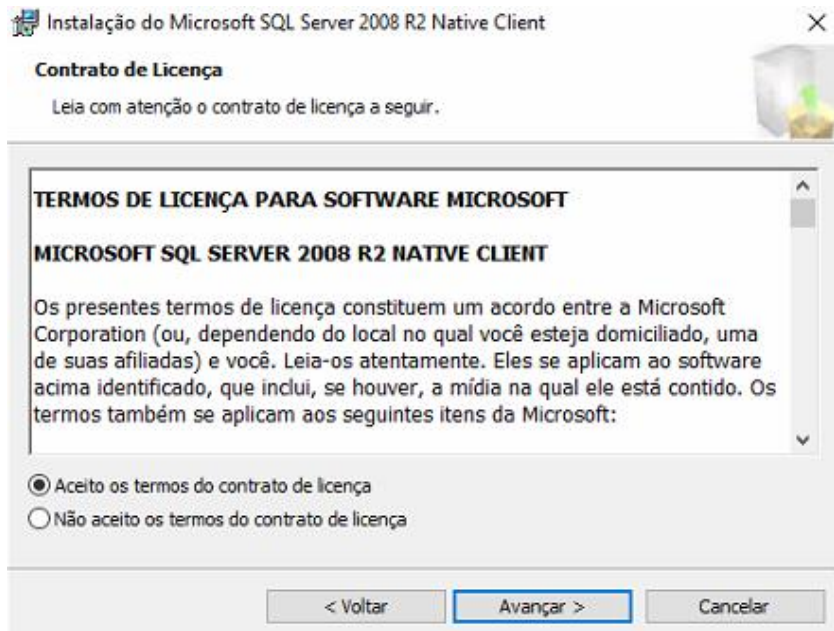 Instalação do Microsoft SQL Server 2008 R2 Native Client
Contrato de Licença
Leia com atenção o contrato de licença a seguir.
TERMOS DE LICENÇA PARA SOFTWARE MICROSOFT
MICROSOFT SQL SERVER 2008 R2 NATIVE CLIENT
Os presentes termos de licença constituem um acordo entre a Microsoft
Corporation (ou, dependendo do local no qual você esteja domiciliado, uma
de suas afiliadas) e você. Leia-os atentamente. Eles se aplicam ao software
acima identificado, que inclui, se houver, a mídia na qual ele está contido. Os
termos também se aplicam aos seguintes itens da Microsoft:
Aceito os termos do contrato de licença
Não aceito os termos do contrato de licença
< Voltar
Avançar >
Cancelar